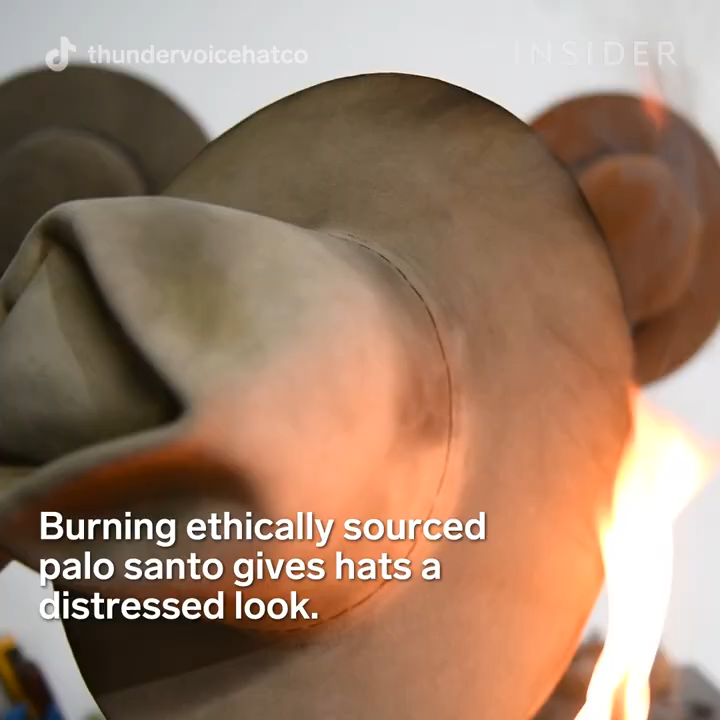 thundervoicehatco
INSIDER
Burning ethically sourced
palo santo gives hats a
distressed look.